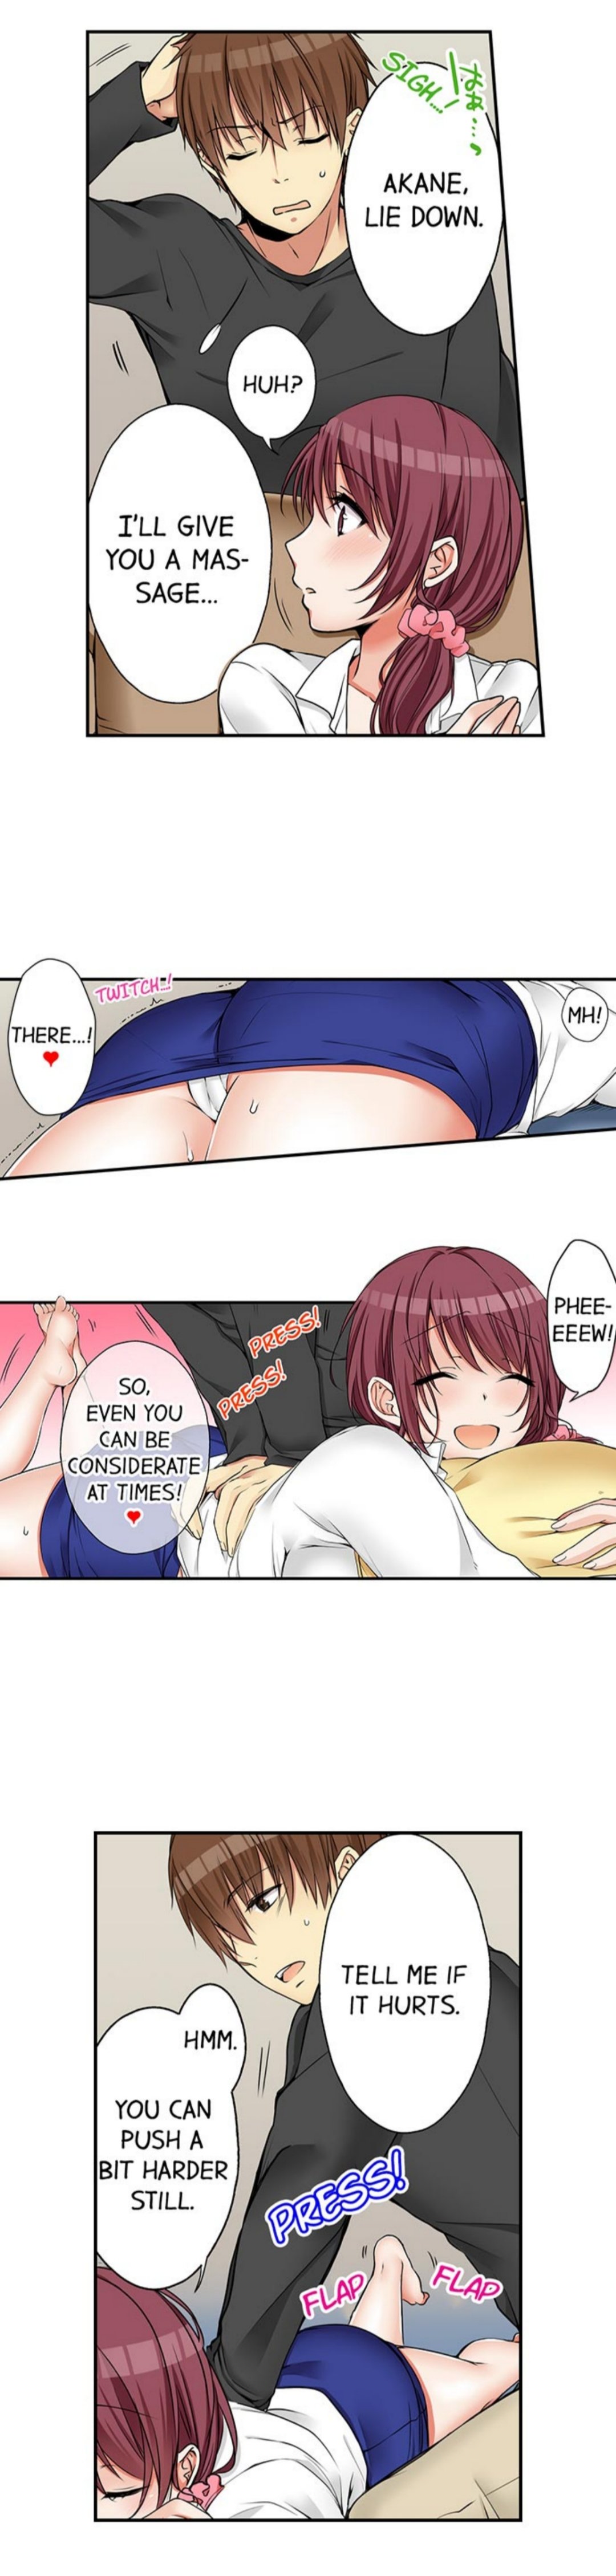 SIGH...!
はぁ…
AKANE,
LIE DOWN.
HUH?
I'LL GIVE
YOU A MAS-
SAGE...
TWITCH..!
MH!
THERE...!
PHEE-
EEEW!
PRESS!
PRESS!
SO,
EVEN YOU
CAN BE
CONSIDERATE
AT TIMES!
TELL ME IF
IT HURTS.
HMM.
YOU CAN
PUSH A
BIT HARDER
STILL.
PRESS!
FLAP
FLAP